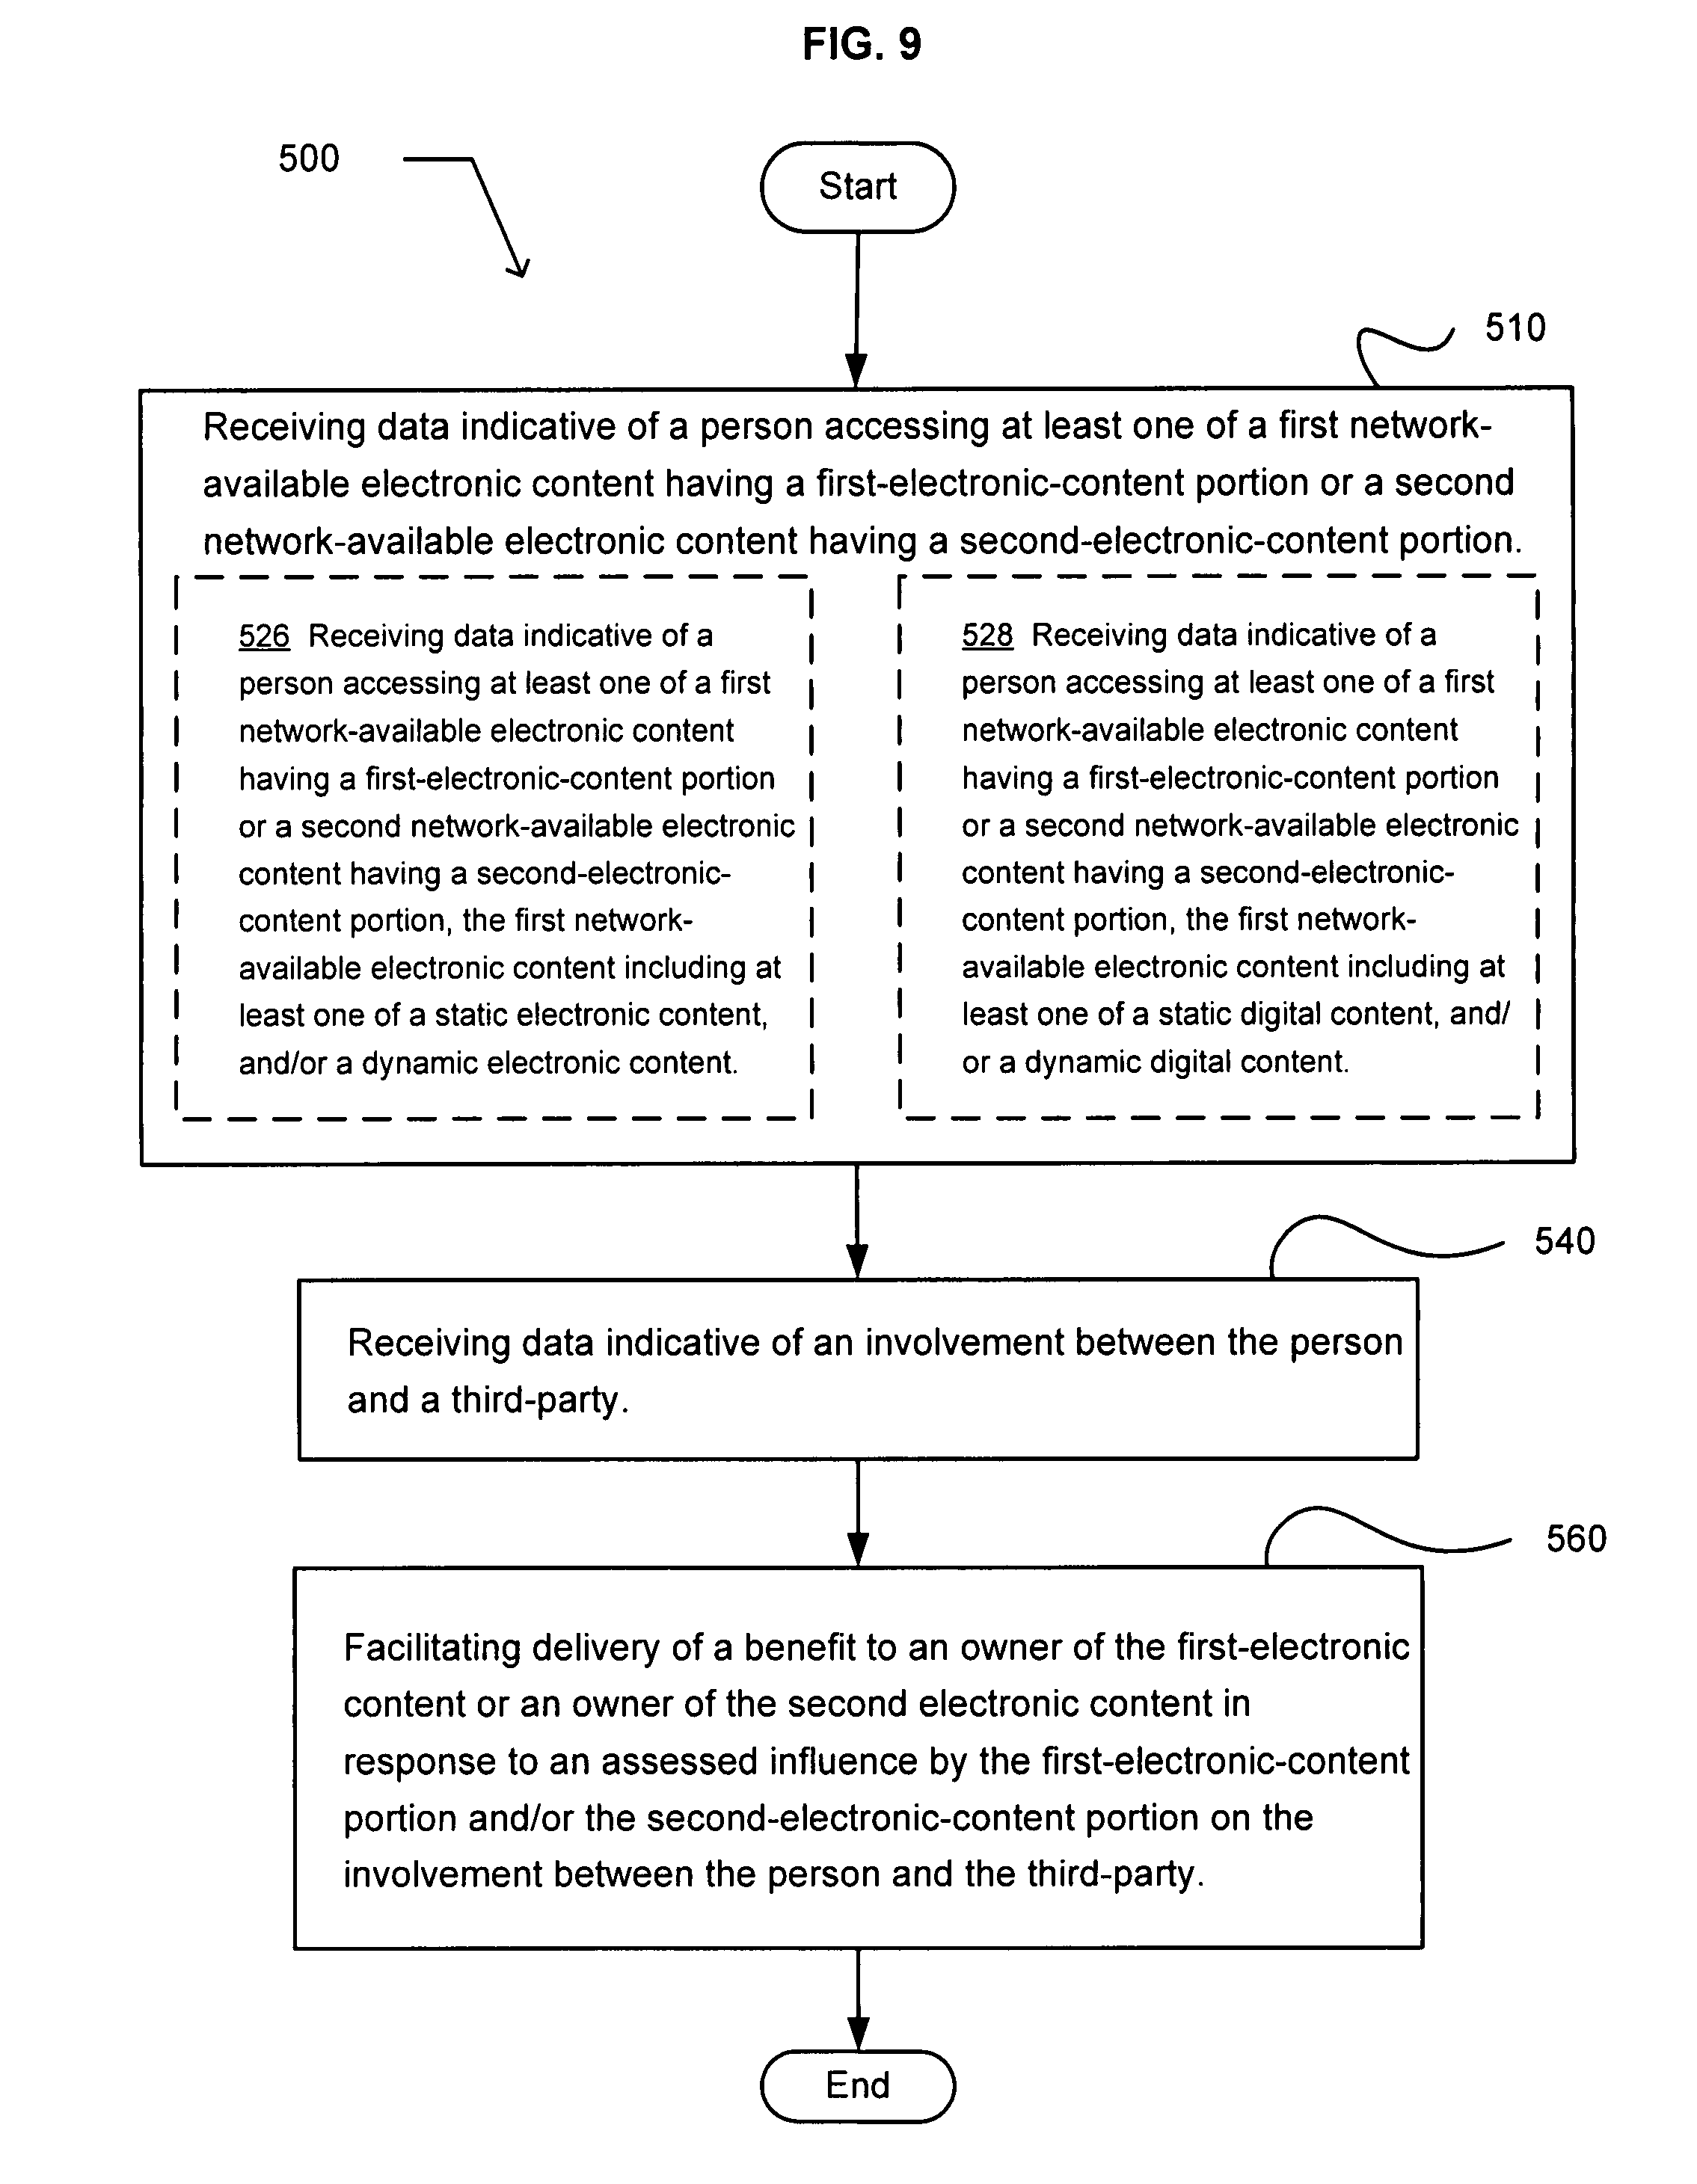 FIG. 9
500
Start
510
Receiving data indicative of a person accessing at least one of a first network-
available electronic content having a first-electronic-content portion or a second
network-available electronic content having a second-electronic-content portion.
526 Receiving data indicative of a
person accessing at least one of a first
network-available electronic content
having a first-electronic-content portion
or a second network-available electronic
content having a second-electronic-
content portion, the first network-
available electronic content including at
least one of a static electronic content,
and/or a dynamic electronic content.
528 Receiving data indicative of a
person accessing at least one of a first
network-available electronic content
having a first-electronic-content portion
or a second network-available electronic
content having a second-electronic-
content portion, the first network-
available electronic content including at
least one of a static digital content, and/
or a dynamic digital content.
540
Receiving data indicative of an involvement between the person
and a third-party.
560
Facilitating delivery of a benefit to an owner of the first-electronic
content or an owner of the second electronic content in
response to an assessed influence by the first-electronic-content
portion and/or the second-electronic-content portion on the
involvement between the person and the third-party.
End